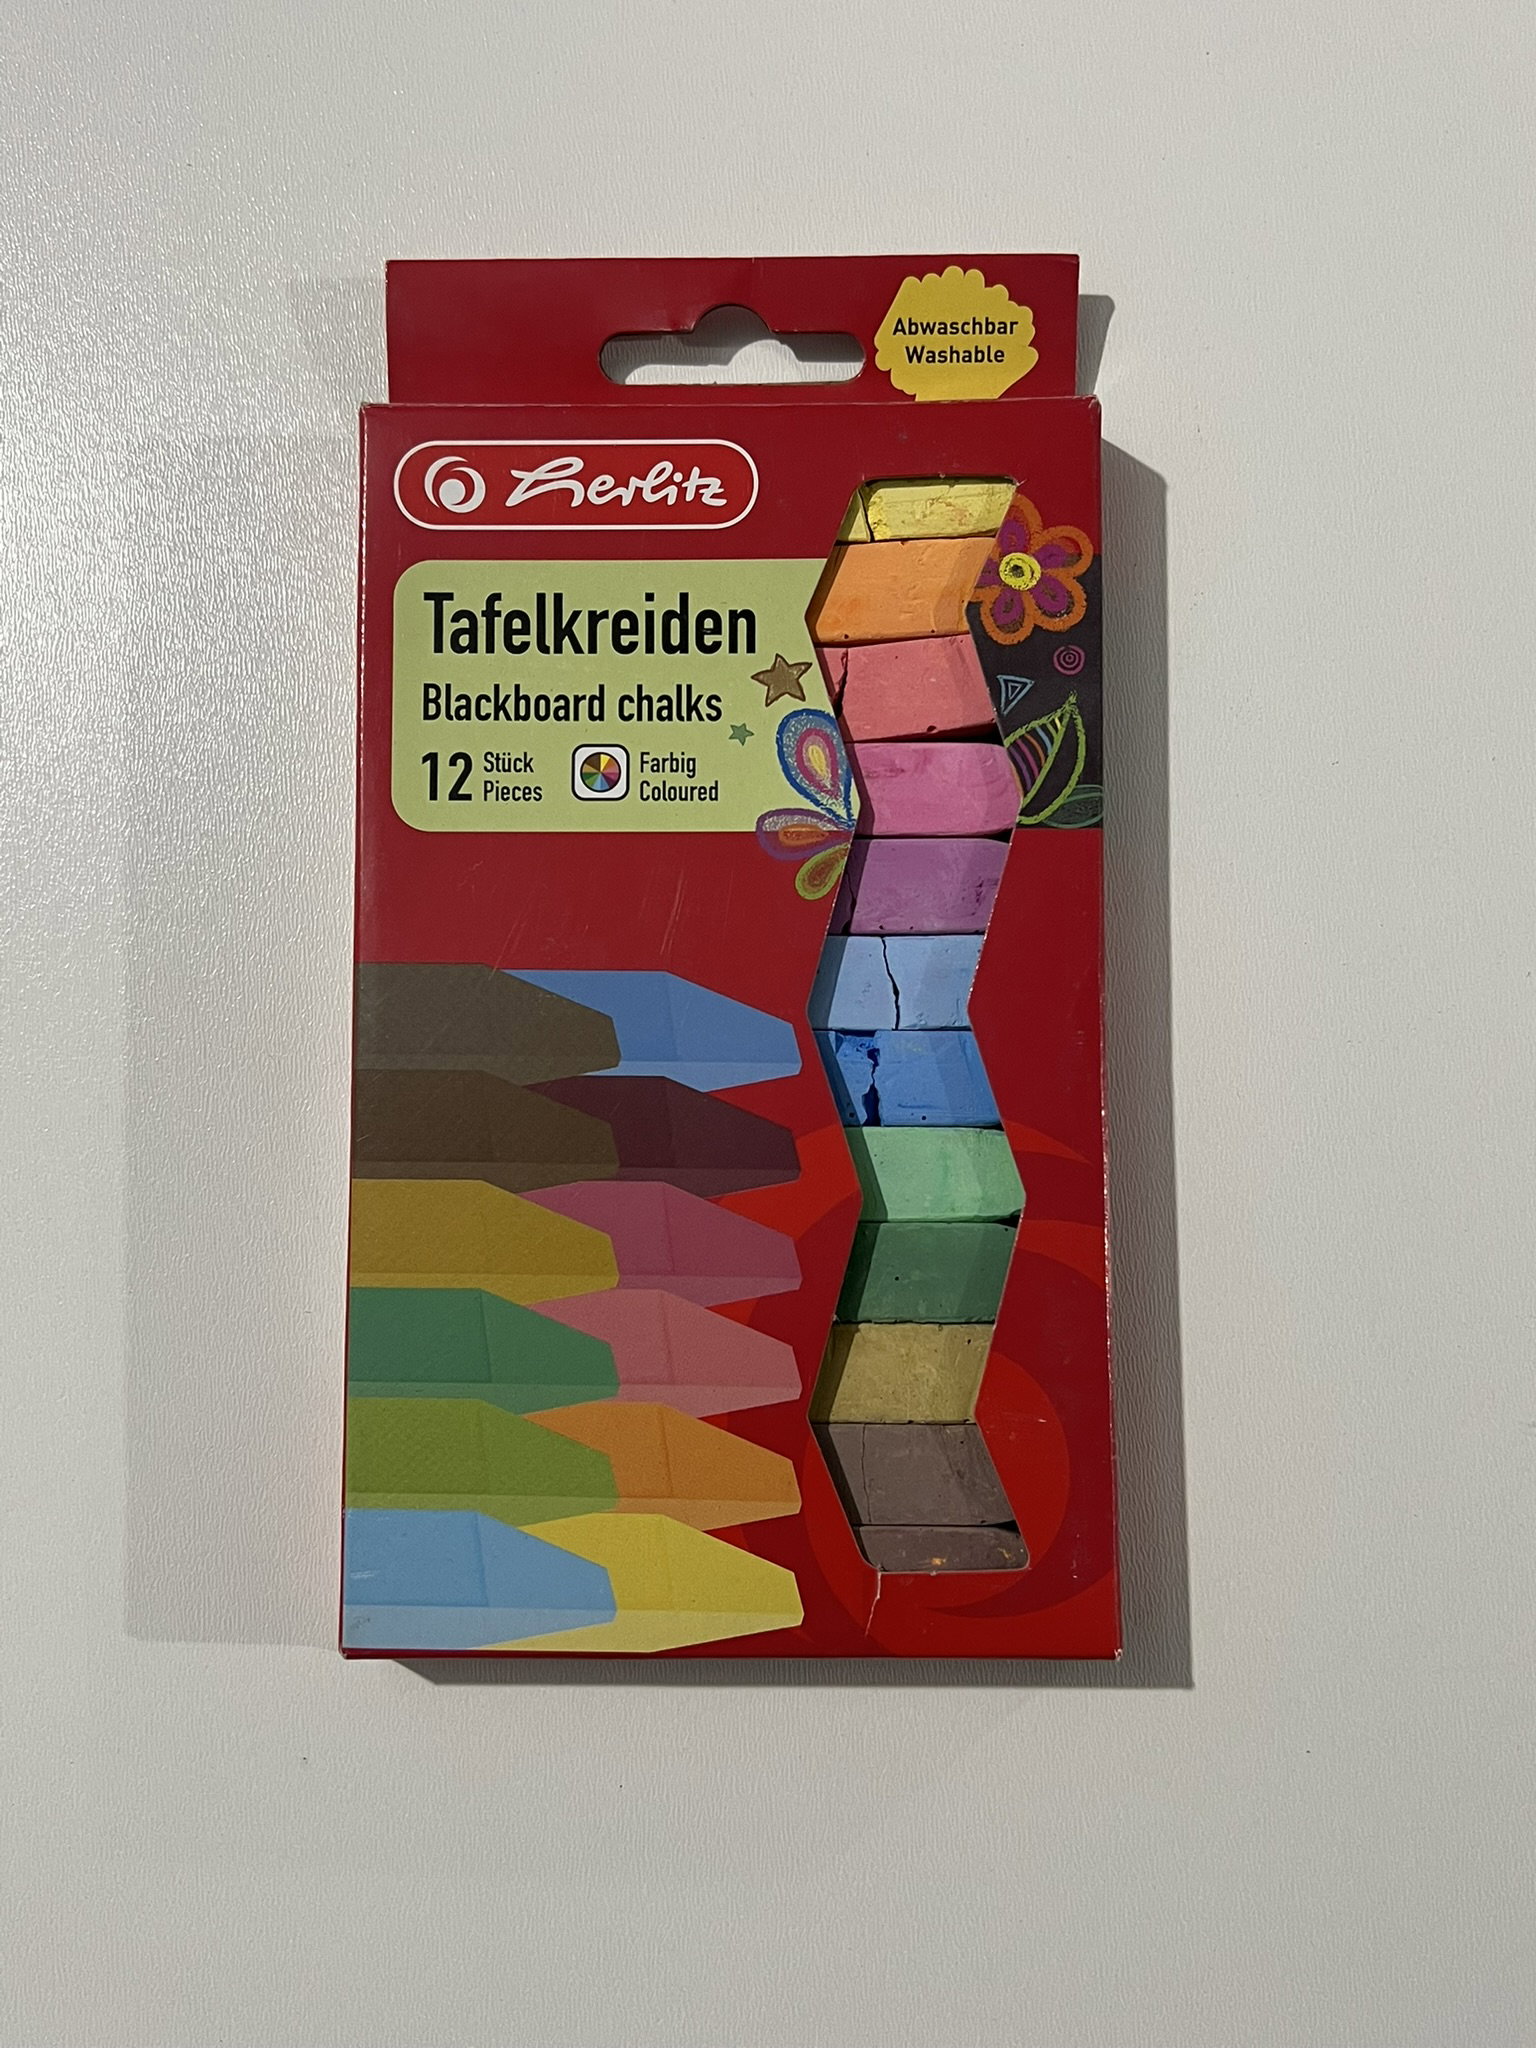 Abwaschbar
Washable
herlitz
Tafelkreiden
Blackboard chalks
12 Stück
Pieces
Farbig
Coloured